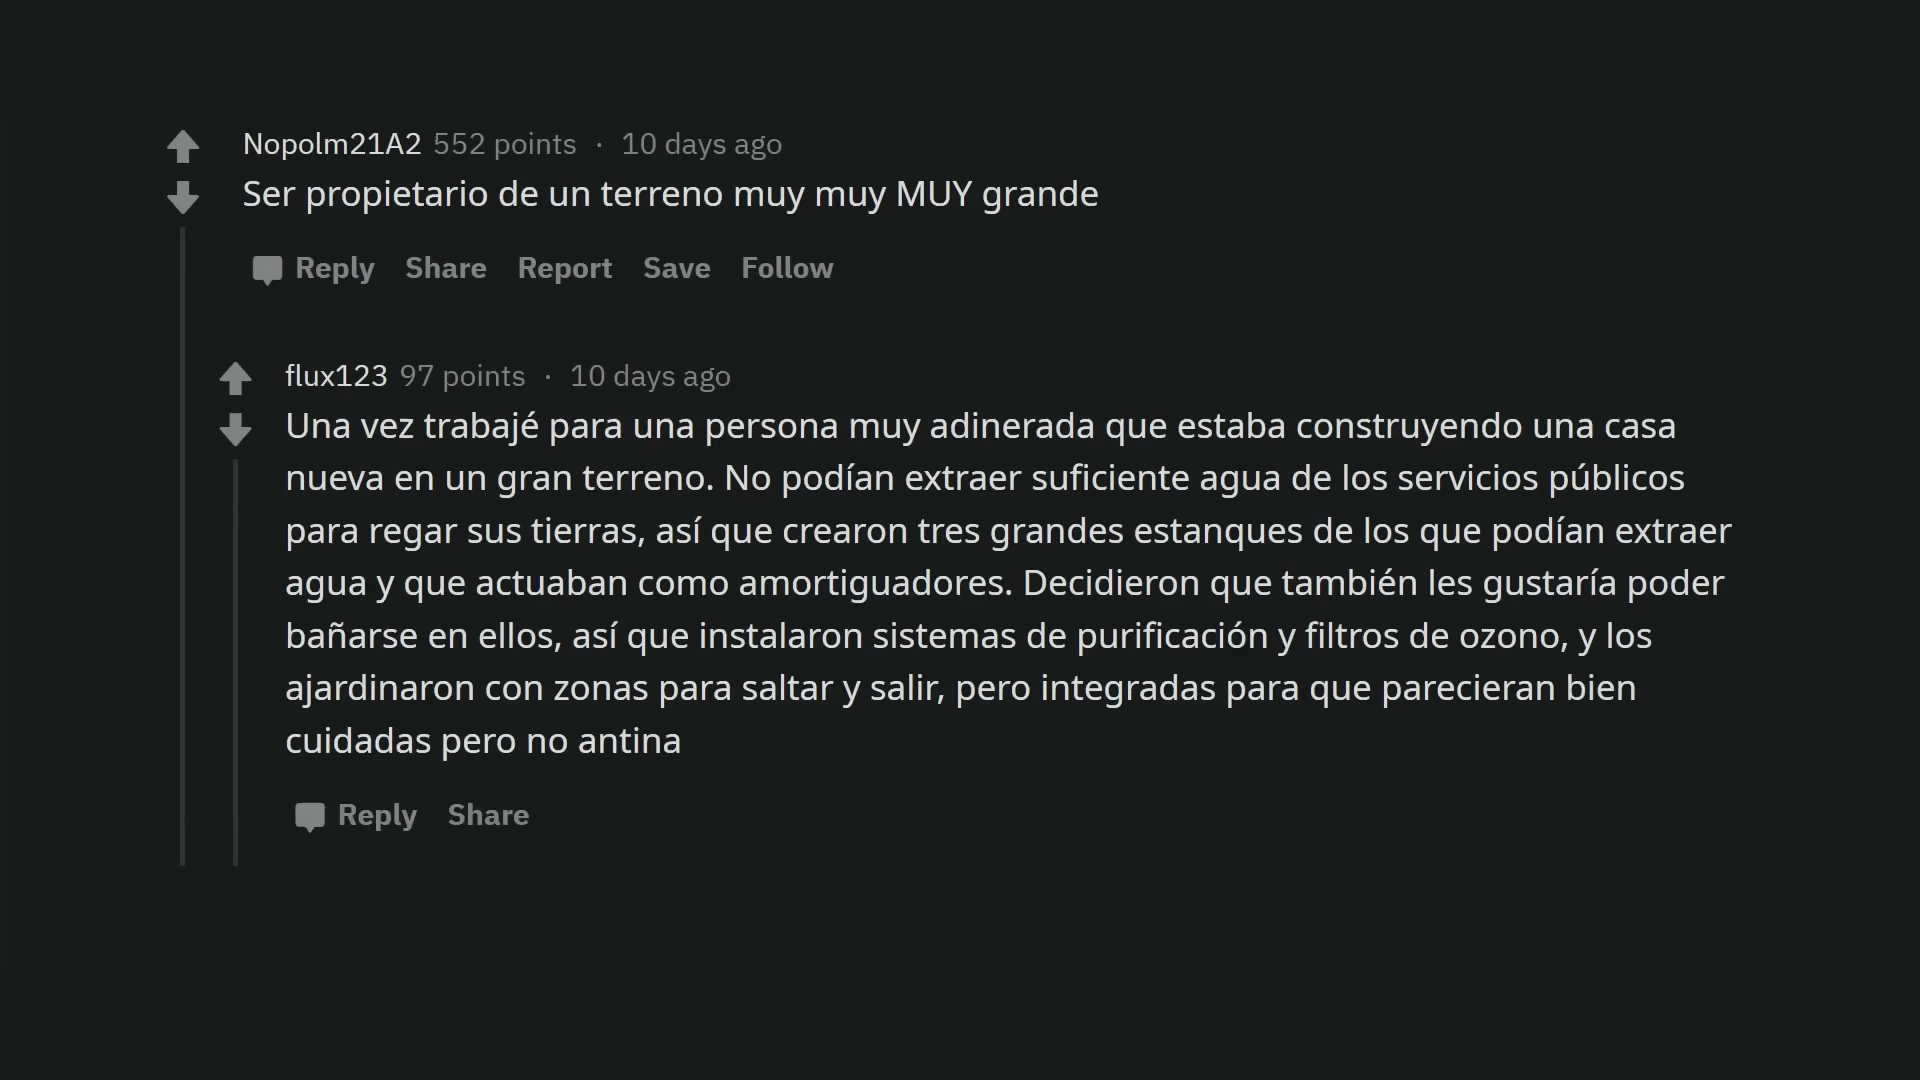 Nopolm21A2 552 points · 10 days ago
Ser propietario de un terreno muy muy MUY grande
Reply Share Report Save Follow
flux123 97 points · 10 days ago
Una vez trabajé para una persona muy adinerada que estaba construyendo una casa
nueva en un gran terreno. No podían extraer suficiente agua de los servicios públicos
para regar sus tierras, así que crearon tres grandes estanques de los que podían extraer
agua y que actuaban como amortiguadores. Decidieron que también les gustaría poder
bañarse en ellos, así que instalaron sistemas de purificación y filtros de ozono, y los
ajardinaron con zonas para saltar y salir, pero integradas para que parecieran bien
cuidadas pero no antina
Reply Share